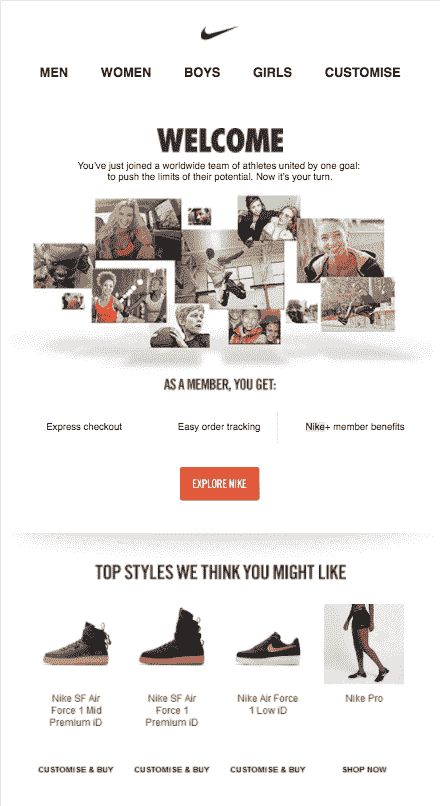 MEN WOMEN BOYS GIRLS CUSTOMISE
WELCOME
You've just joined a worldwide team of athletes united by one goal:
to push the limits of their potential. Now it's your turn.
AS A MEMBER, YOU GET:
Express checkout Easy order tracking Nike+ member benefits
EXPLORE NIKE
TOP STYLES WE THINK YOU MIGHT LIKE
Nike SF Air
Force 1 Mid
Premium iD
Nike SF Air
Force 1
Premium iD
Nike Air Force
1 Low iD
Nike Pro
CUSTOMISE & BUY CUSTOMISE & BUY CUSTOMISE & BUY SHOP NOW